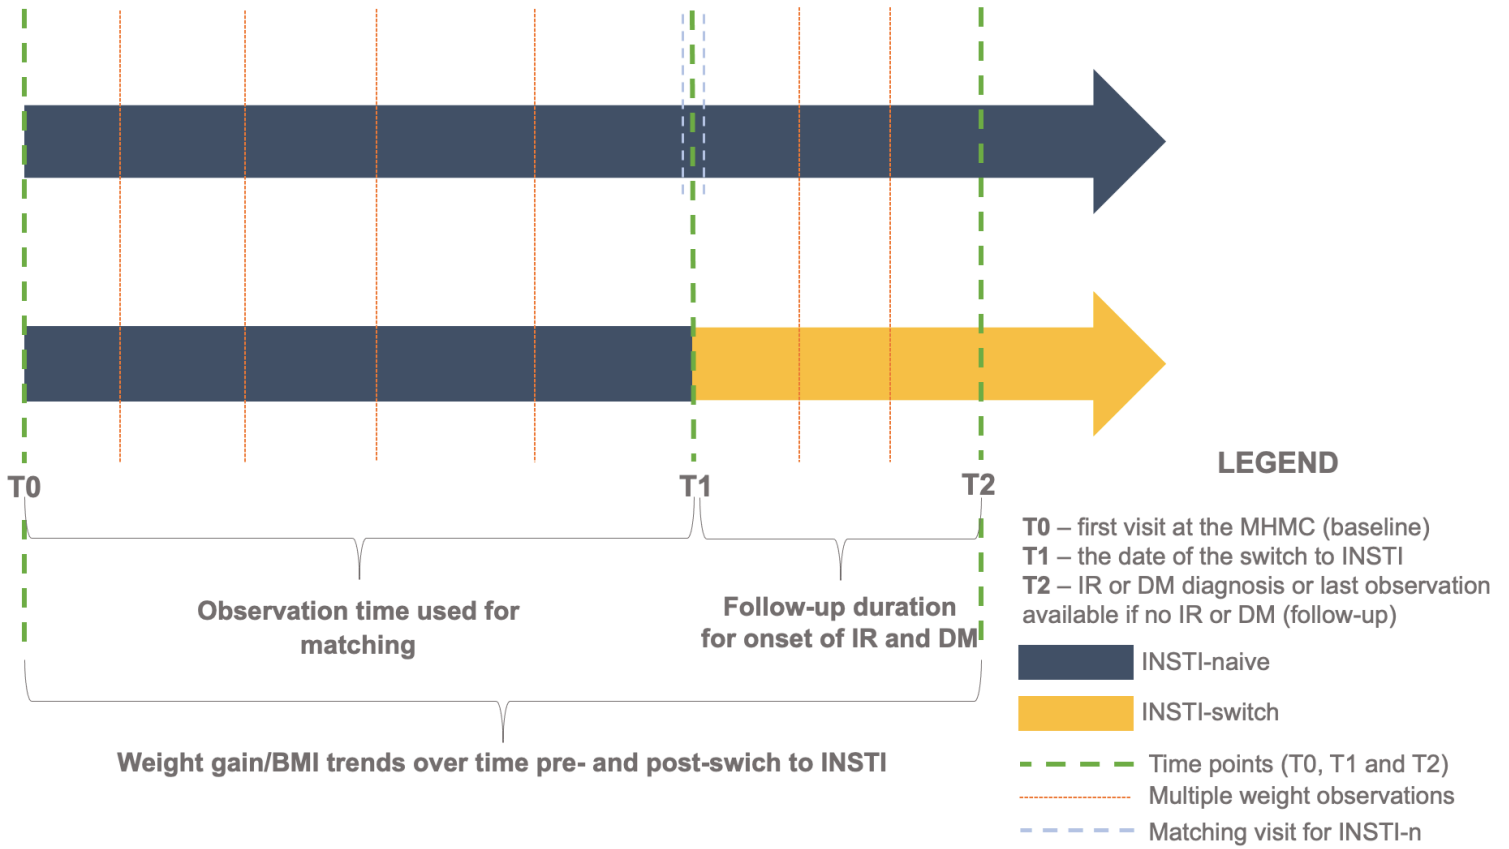 T0
T1
T2
Observation time used for
matching
Follow-up duration
for onset of IR and DM
Weight gain/BMI trends over time pre- and post-swich to INSTI
LEGEND
T0 – first visit at the MHMC (baseline)
T1 – the date of the switch to INSTI
T2 – IR or DM diagnosis or last observation
available if no IR or DM (follow-up)
INSTI-naive
INSTI-switch
Time points (T0, T1 and T2)
Multiple weight observations
Matching visit for INSTI-n